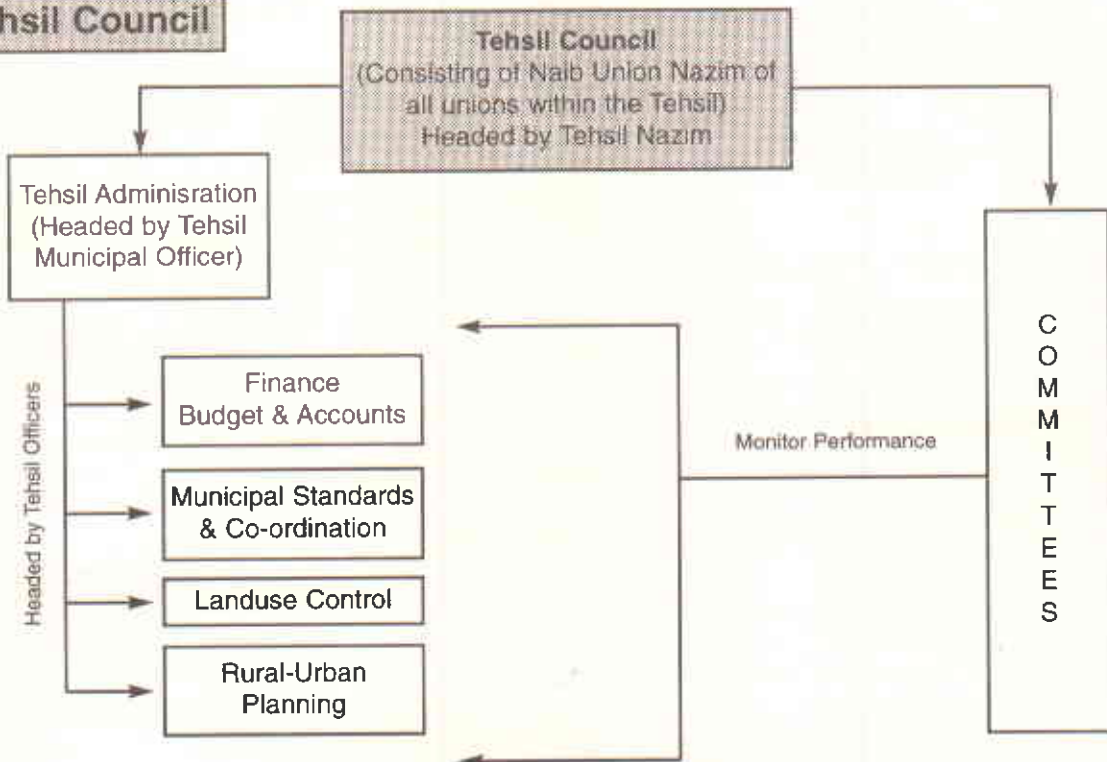 hsil Council
Tehsil Council
(Consisting of Naib Union Nazim of
all unions within the Tehsil)
Headed by Tehsil Nazim
Tehsil Adminisration
(Headed by Tehsil
Municipal Officer)
Headed by Tehsil Officers
Finance
Budget & Accounts
Municipal Standards
& Co-ordination
Landuse Control
Rural-Urban
Planning
Monitor Performance
C
O
M
M
I
T
T
E
E
S